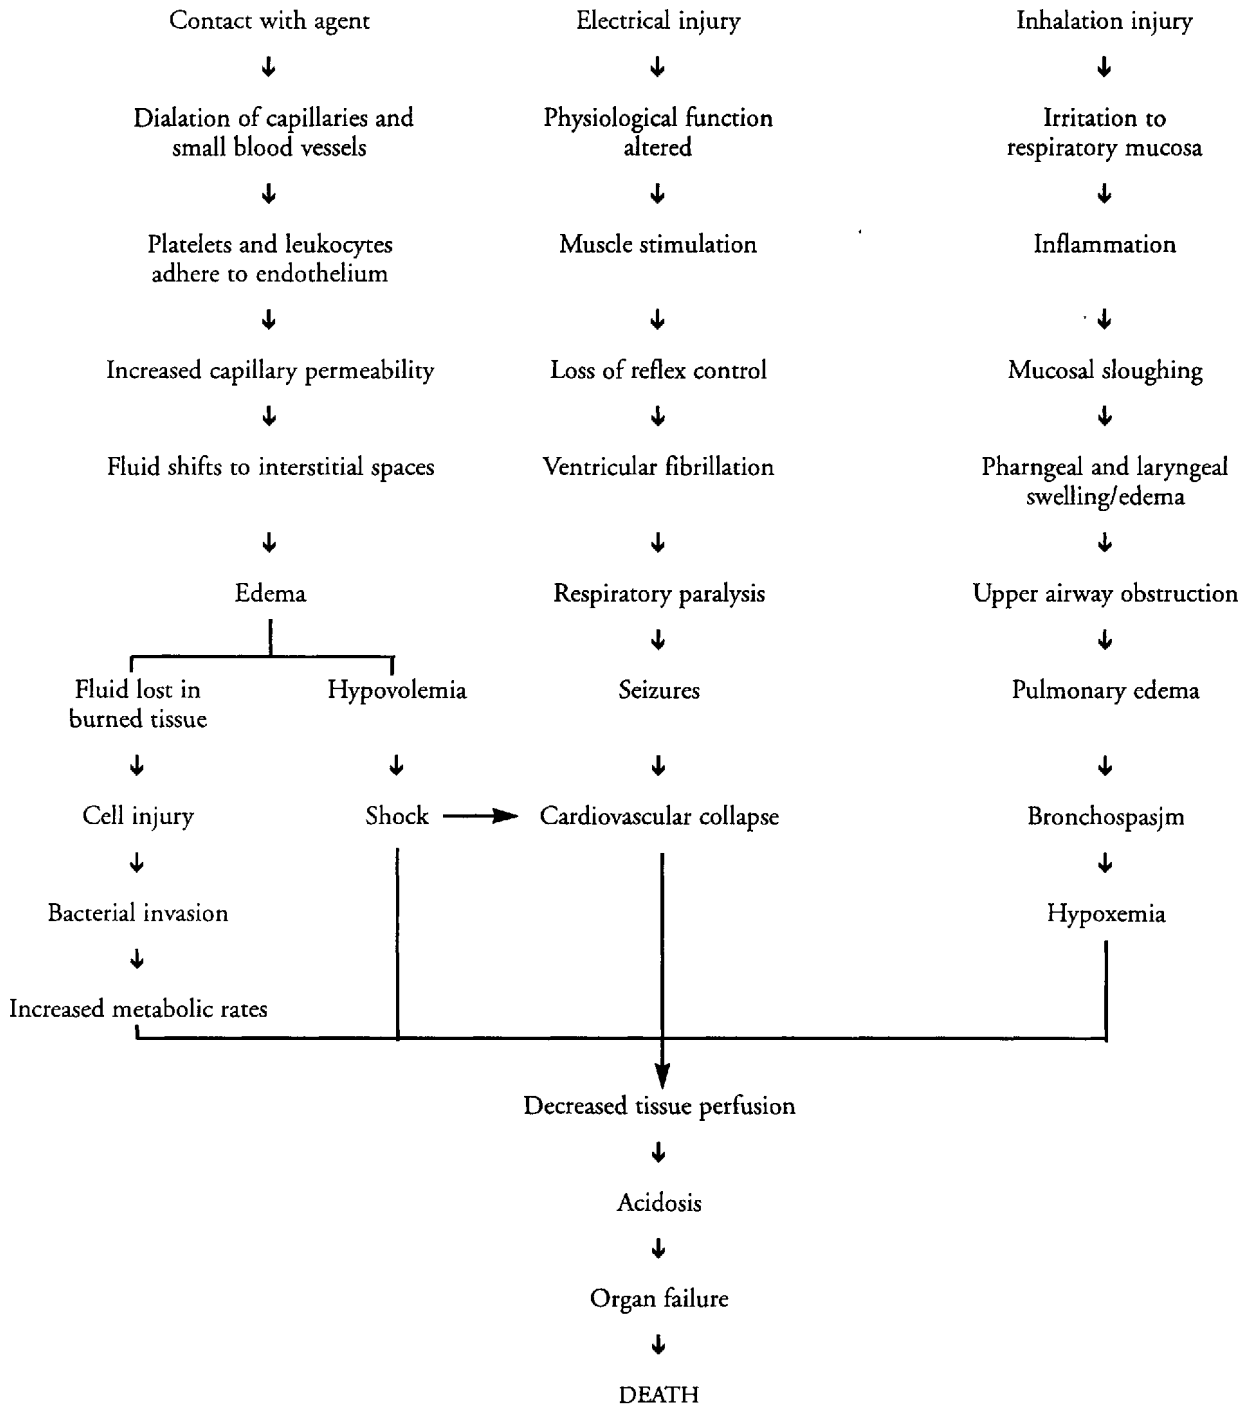 Contact with agent
Dialation of capillaries and
small blood vessels
Platelets and leukocytes
adhere to endothelium
Increased capillary permeability
Fluid shifts to interstitial spaces
Edema
Fluid lost in
burned tissue
Cell injury
Bacterial invasion
Increased metabolic rates
Hypovolemia
Shock
Electrical injury
Physiological function
altered
Muscle stimulation
Loss of reflex control
Ventricular fibrillation
Respiratory paralysis
Seizures
Cardiovascular collapse
Inhalation injury
Irritation to
respiratory mucosa
Inflammation
Mucosal sloughing
Pharngeal and laryngeal
swelling/edema
Upper airway obstruction
Pulmonary edema
Bronchospasjm
Hypoxemia
Decreased tissue perfusion
Acidosis
Organ failure
DEATH